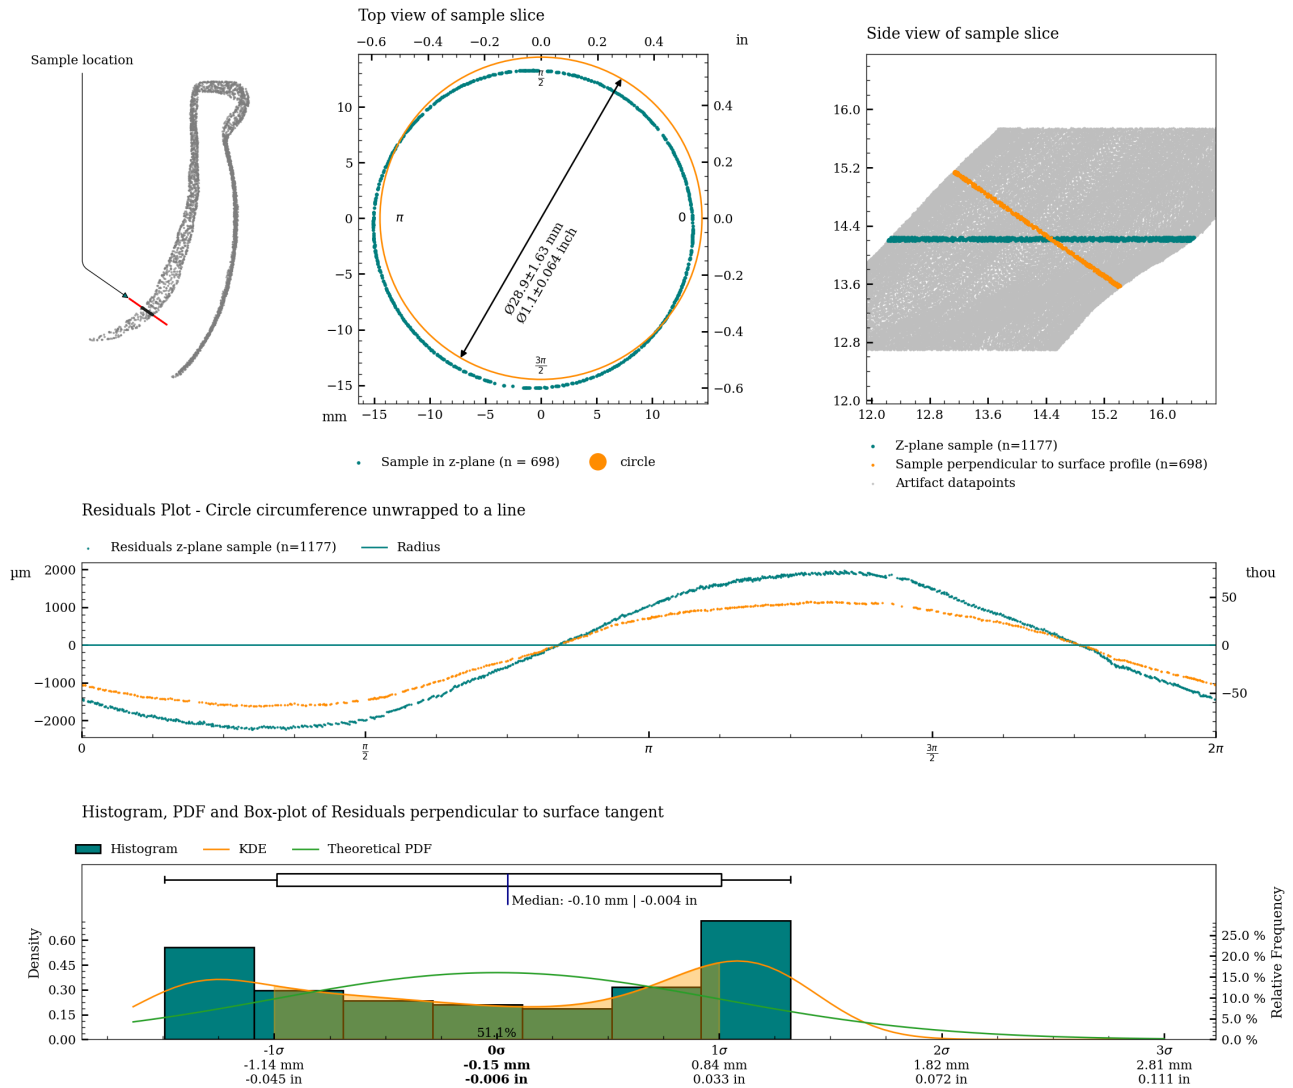 Top view of sample slice
Side view of sample slice
Sample location
−0.6 −0.4 −0.2 0.0 0.2 0.4 in
10
5
0
−5
−10
−15
mm
−15 −10 −5 0 5 10
0.4
0.2
0.0
−0.2
−0.4
−0.6
π/2
π
0
3π/2
Ø28.9±1.63 mm
Ø1.1±0.064 inch
Sample in z-plane (n = 698)
circle
16.0
15.2
14.4
13.6
12.8
12.0
12.0 12.8 13.6 14.4 15.2 16.0
Z-plane sample (n=1177)
Sample perpendicular to surface profile (n=698)
Artifact datapoints
Residuals Plot - Circle circumference unwrapped to a line
Residuals z-plane sample (n=1177)
Radius
µm
2000
1000
0
−1000
−2000
thou
50
0
−50
0 π/2 π 3π/2 2π
Histogram, PDF and Box-plot of Residuals perpendicular to surface tangent
Histogram
KDE
Theoretical PDF
Median: -0.10 mm | -0.004 in
Density
0.60
0.45
0.30
0.15
0.00
25.0 %
20.0 %
15.0 %
10.0 %
5.0 %
0.0 %
Relative Frequency
51.1%
-1σ 0σ 1σ 2σ 3σ
-1.14 mm -0.15 mm 0.84 mm 1.82 mm 2.81 mm
-0.045 in -0.006 in 0.033 in 0.072 in 0.111 in